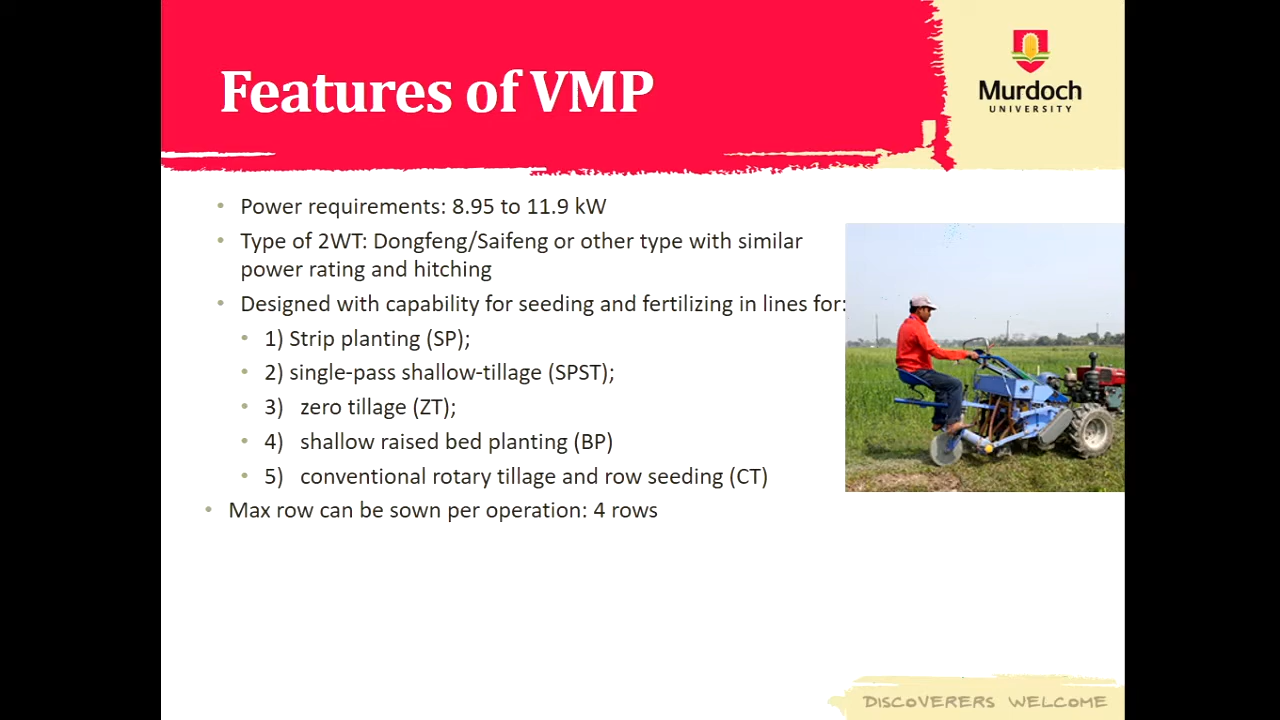 Features of VMP
Murdoch
UNIVERSITY
• Power requirements: 8.95 to 11.9 kW
• Type of 2WT: Dongfeng/Saifeng or other type with similar
power rating and hitching
• Designed with capability for seeding and fertilizing in lines for:
• 1) Strip planting (SP);
• 2) single-pass shallow-tillage (SPST);
• 3) zero tillage (ZT);
• 4) shallow raised bed planting (BP)
• 5) conventional rotary tillage and row seeding (CT)
• Max row can be sown per operation: 4 rows
DISCOVERERS WELCOME